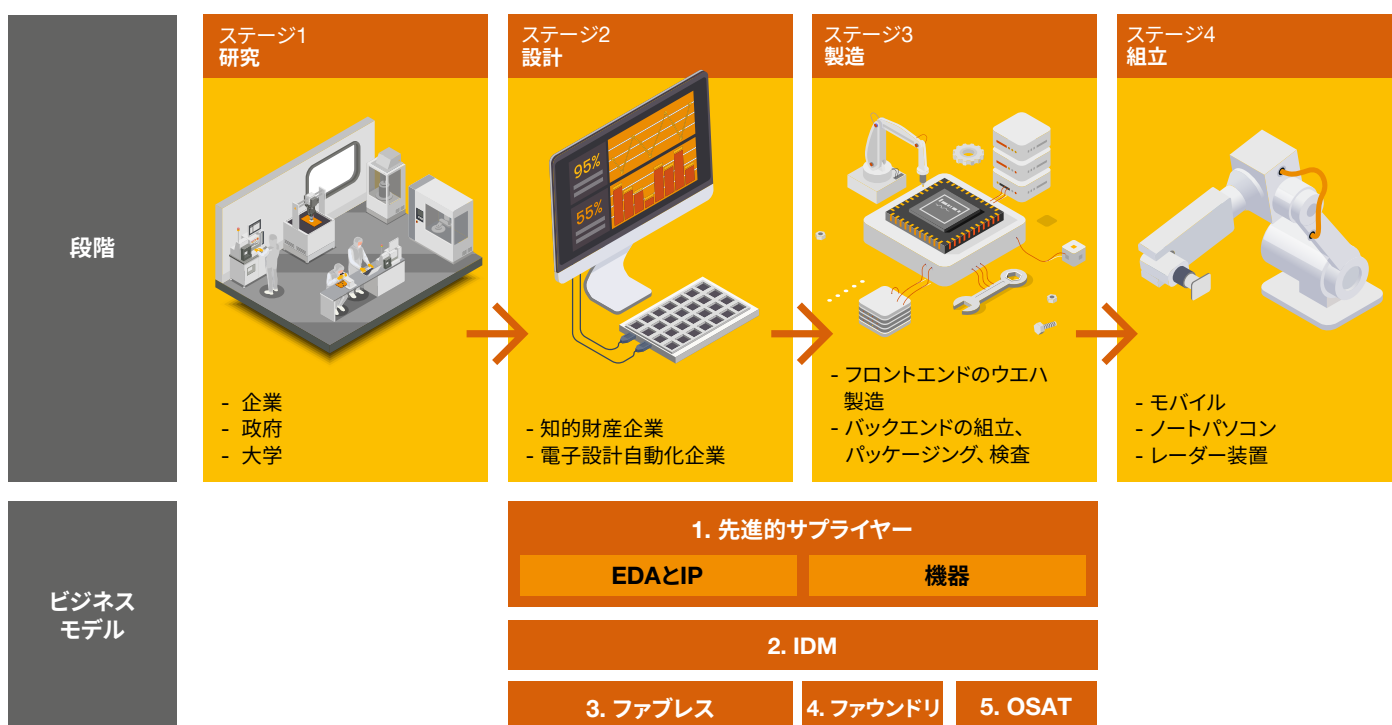 段階
ステージ1
研究
- 企業
- 政府
- 大学
ステージ2
設計
95%
55%
- 知的財産企業
- 電子設計自動化企業
ステージ3
製造
- フロントエンドのウエハ
製造
- バックエンドの組立、
パッケージング、検査
ステージ4
組立
- モバイル
- ノートパソコン
- レーダー装置
ビジネス
モデル
1. 先進的サプライヤー
EDAとIP
機器
2. IDM
3. ファブレス
4. ファウンドリ
5. OSAT